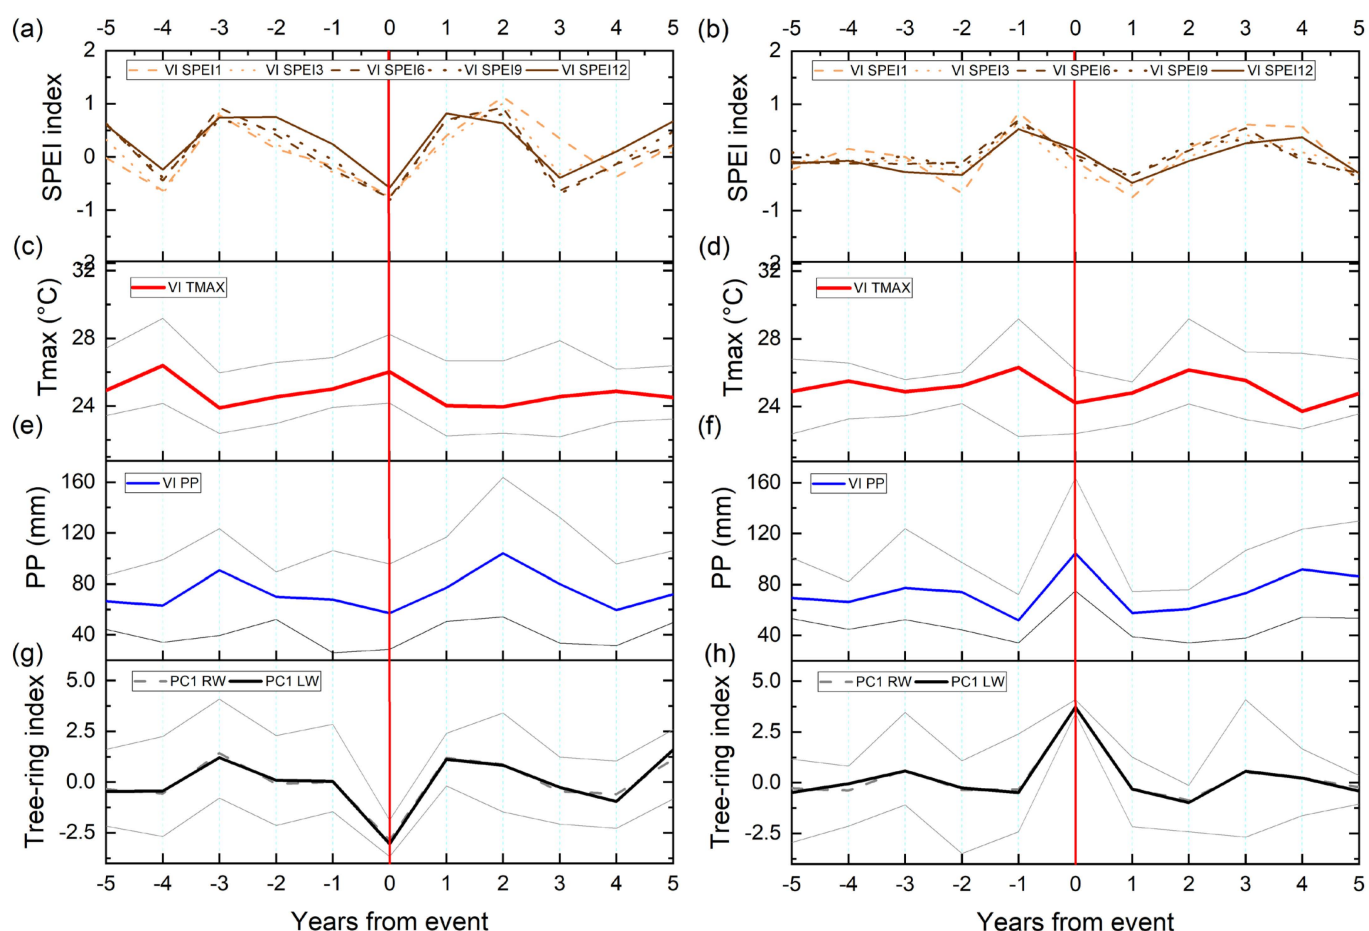 (a) -5 -4 -3 -2 -1 0 1 2 3 4 5
(b) -5 -4 -3 -2 -1 0 1 2 3 4 5
SPEI index
2
1
0
-1
-2
VI SPEI1 VI SPEI3 VI SPEI6 VI SPEI9 VI SPEI12
SPEI index
2
1
0
-1
-2
VI SPEI1 VI SPEI3 VI SPEI6 VI SPEI9 VI SPEI12
(c)
Tmax (°C)
32
28
24
VI TMAX
(d)
Tmax (°C)
32
28
24
VI TMAX
(e)
PP (mm)
160
120
80
40
VI PP
(f)
PP (mm)
160
120
80
40
VI PP
(g)
Tree-ring index
5.0
2.5
0.0
-2.5
PC1 RW PC1 LW
(h)
Tree-ring index
5.0
2.5
0.0
-2.5
PC1 RW PC1 LW
-5 -4 -3 -2 -1 0 1 2 3 4 5
-5 -4 -3 -2 -1 0 1 2 3 4 5
Years from event
Years from event